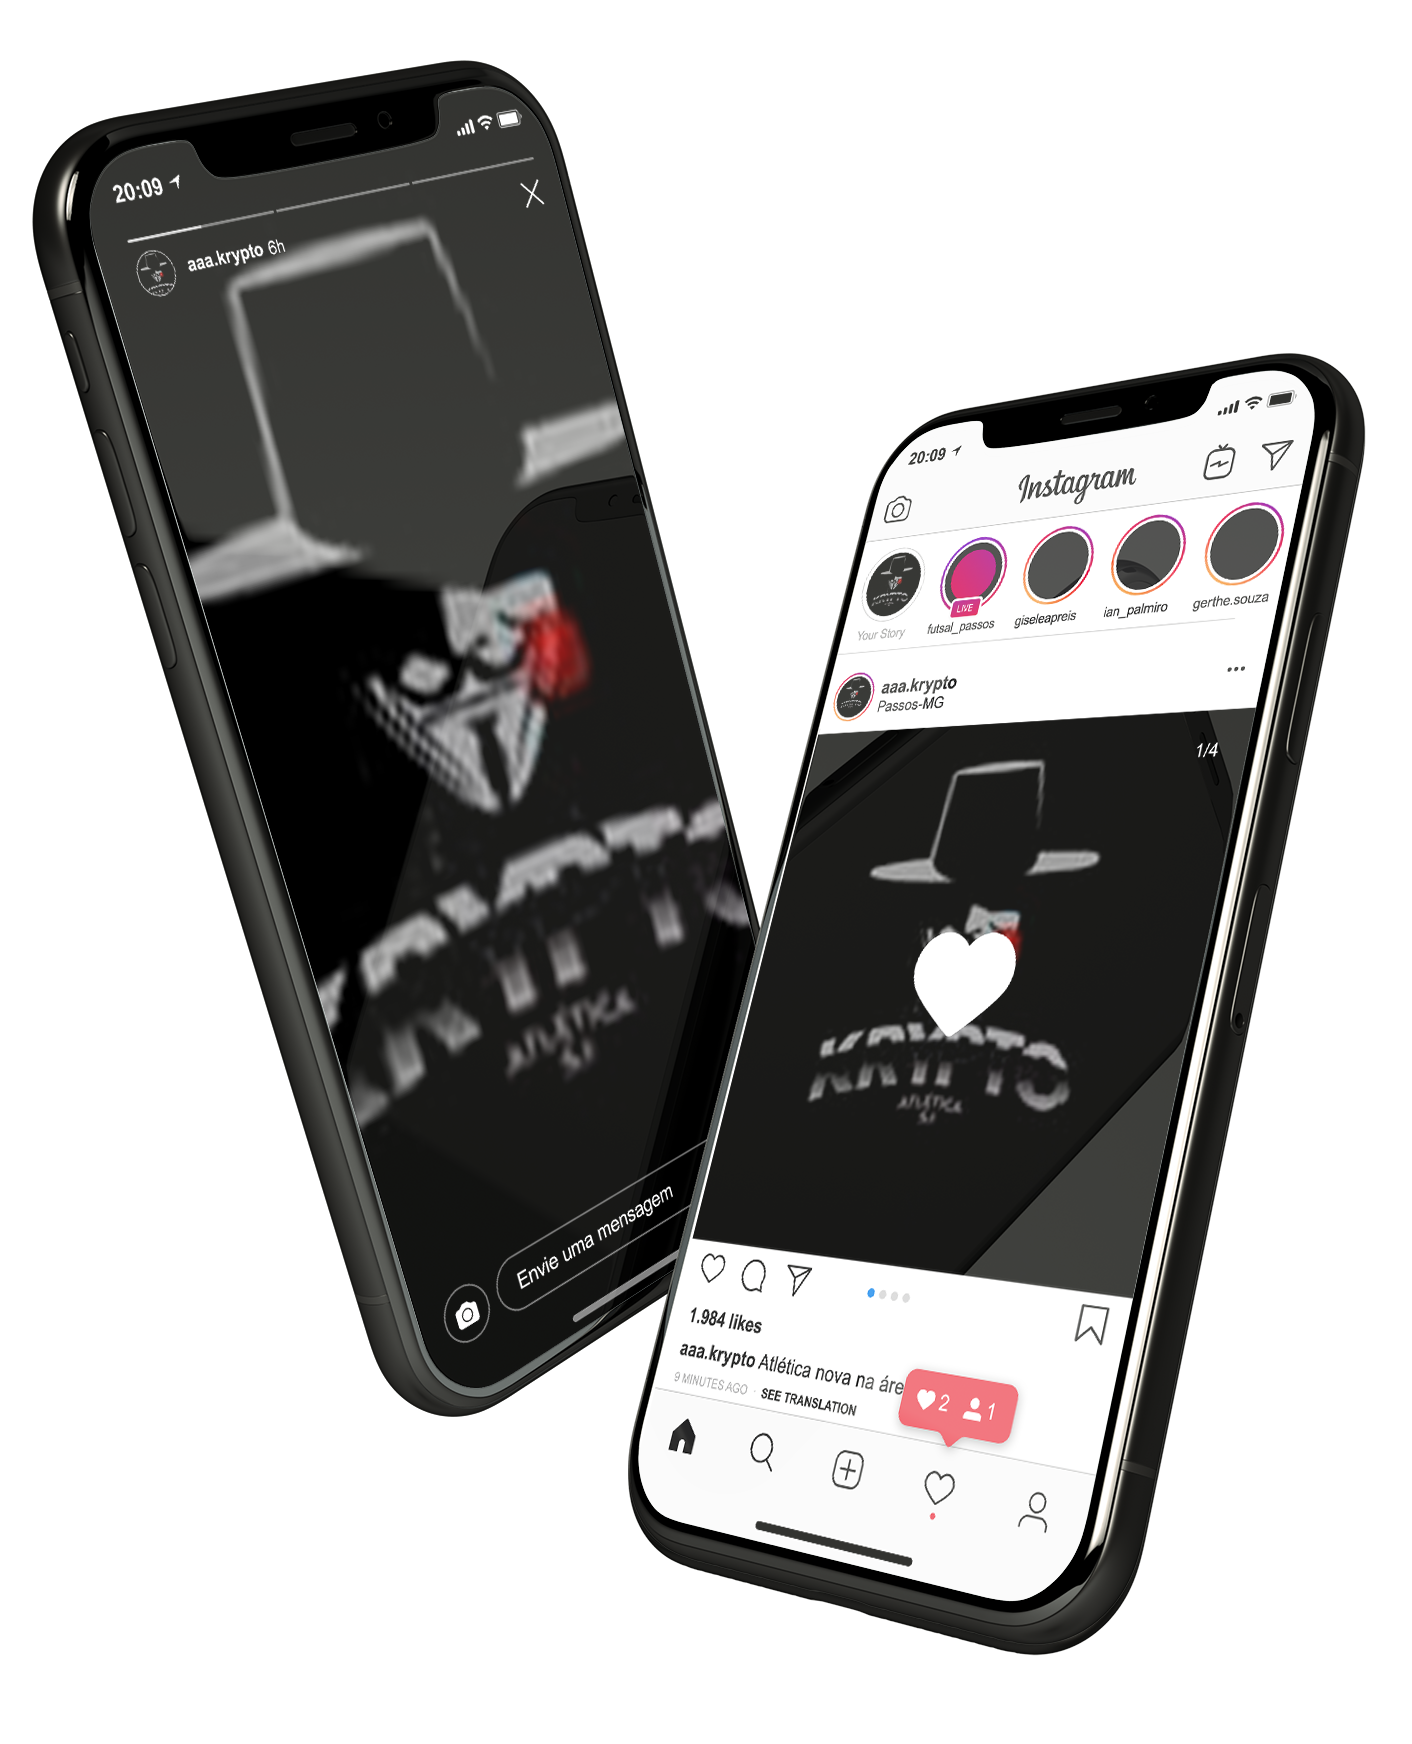 20:09
aaa.krypto 6h
ATLÉTICA
S.I
Envie uma mensagem
20:09
Instagram
LIVE
Your Story
futsal_passos
giseleapreis
ian_palmiro
gerthe.souza
aaa.krypto
Passos-MG
1/4
KRYPTO
ATLÉTICA
S.I
1.984 likes
aaa.krypto Atlética nova na áre
9 MINUTES AGO · SEE TRANSLATION
2 1